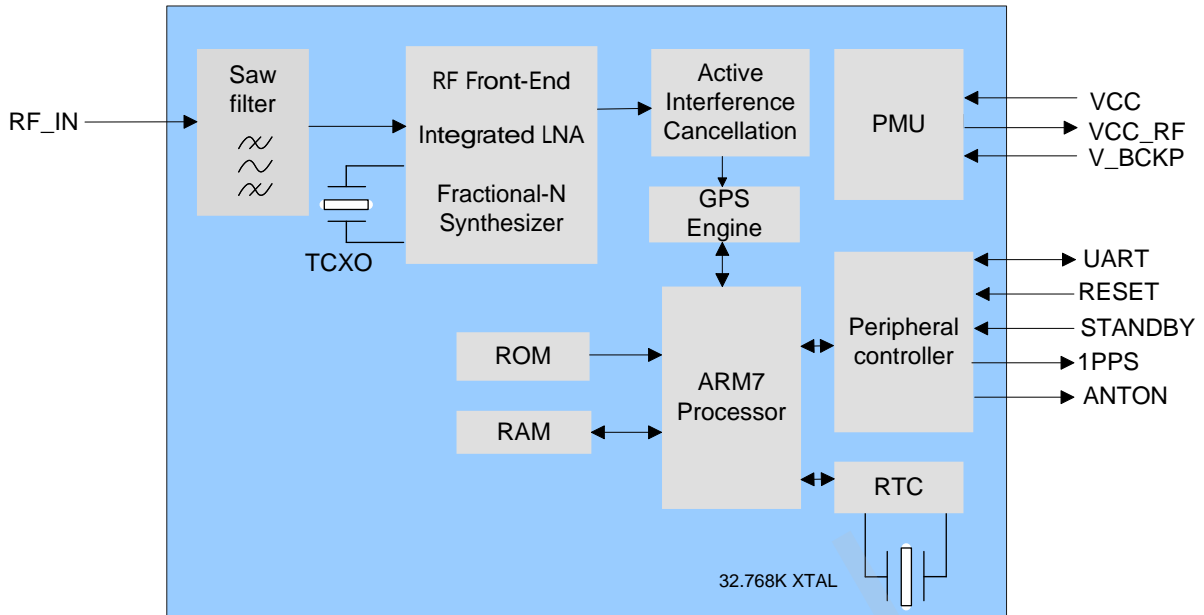 RF_IN
Saw
filter
RF Front-End
Integrated LNA
Fractional-N
Synthesizer
TCXO
Active
Interference
Cancellation
GPS
Engine
PMU
VCC
VCC_RF
V_BCKP
ROM
RAM
ARM7
Processor
Peripheral
controller
UART
RESET
STANDBY
1PPS
ANTON
RTC
32.768K XTAL